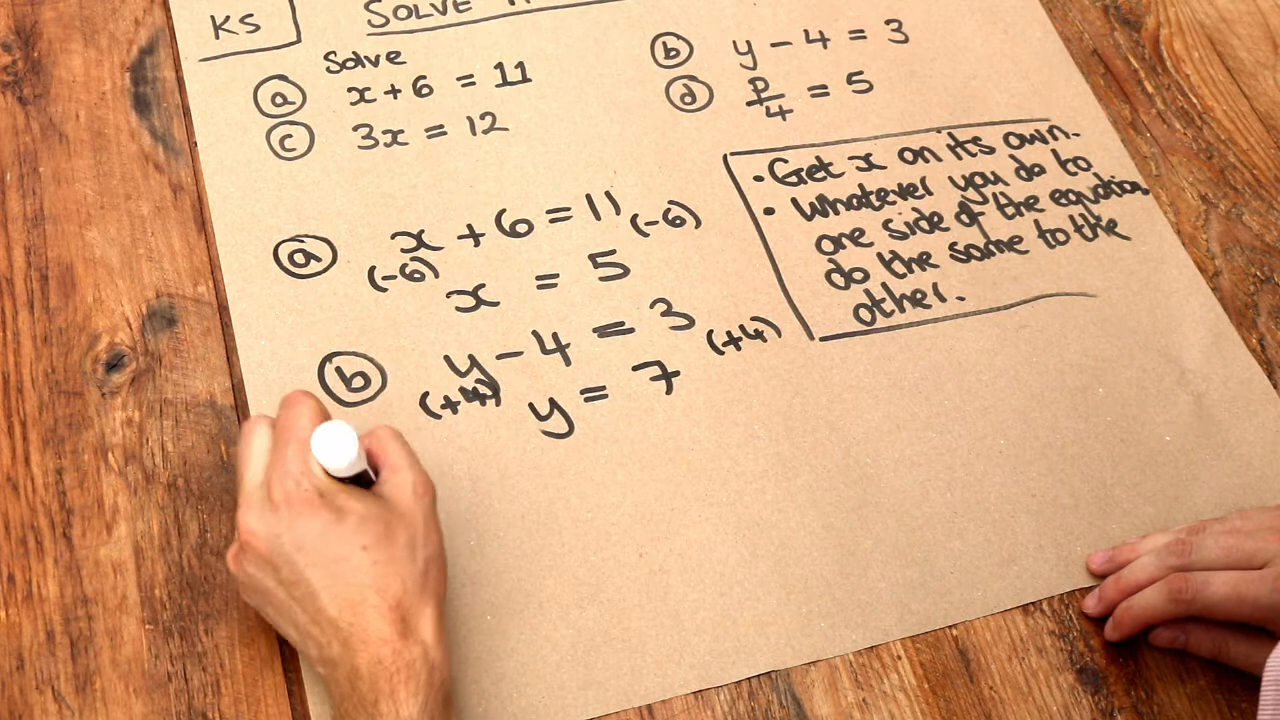 KS
SOLVE
Solve
(a) x + 6 = 11
(b) y - 4 = 3
(c) 3x = 12
(d) p/4 = 5
• Get x on its own.
• Whatever you do to
one side of the equation
do the same to the
other.
(a) x + 6 = 11 (-6)
(-6) x = 5
(b) y - 4 = 3 (+4)
(+4) y = 7